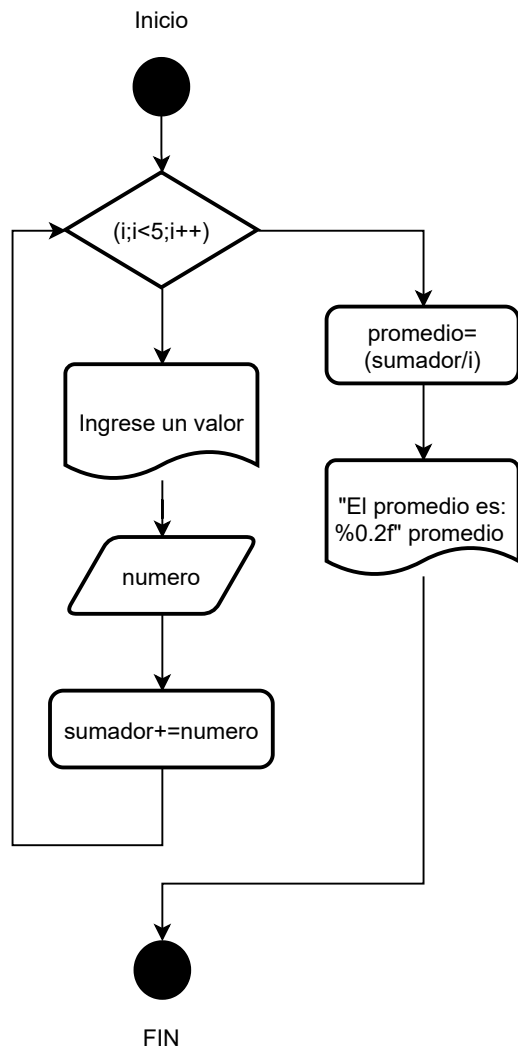 Inicio
(i;i<5;i++)
promedio=
(sumador/i)
Ingrese un valor
"El promedio es:
%0.2f" promedio
numero
sumador+=numero
FIN